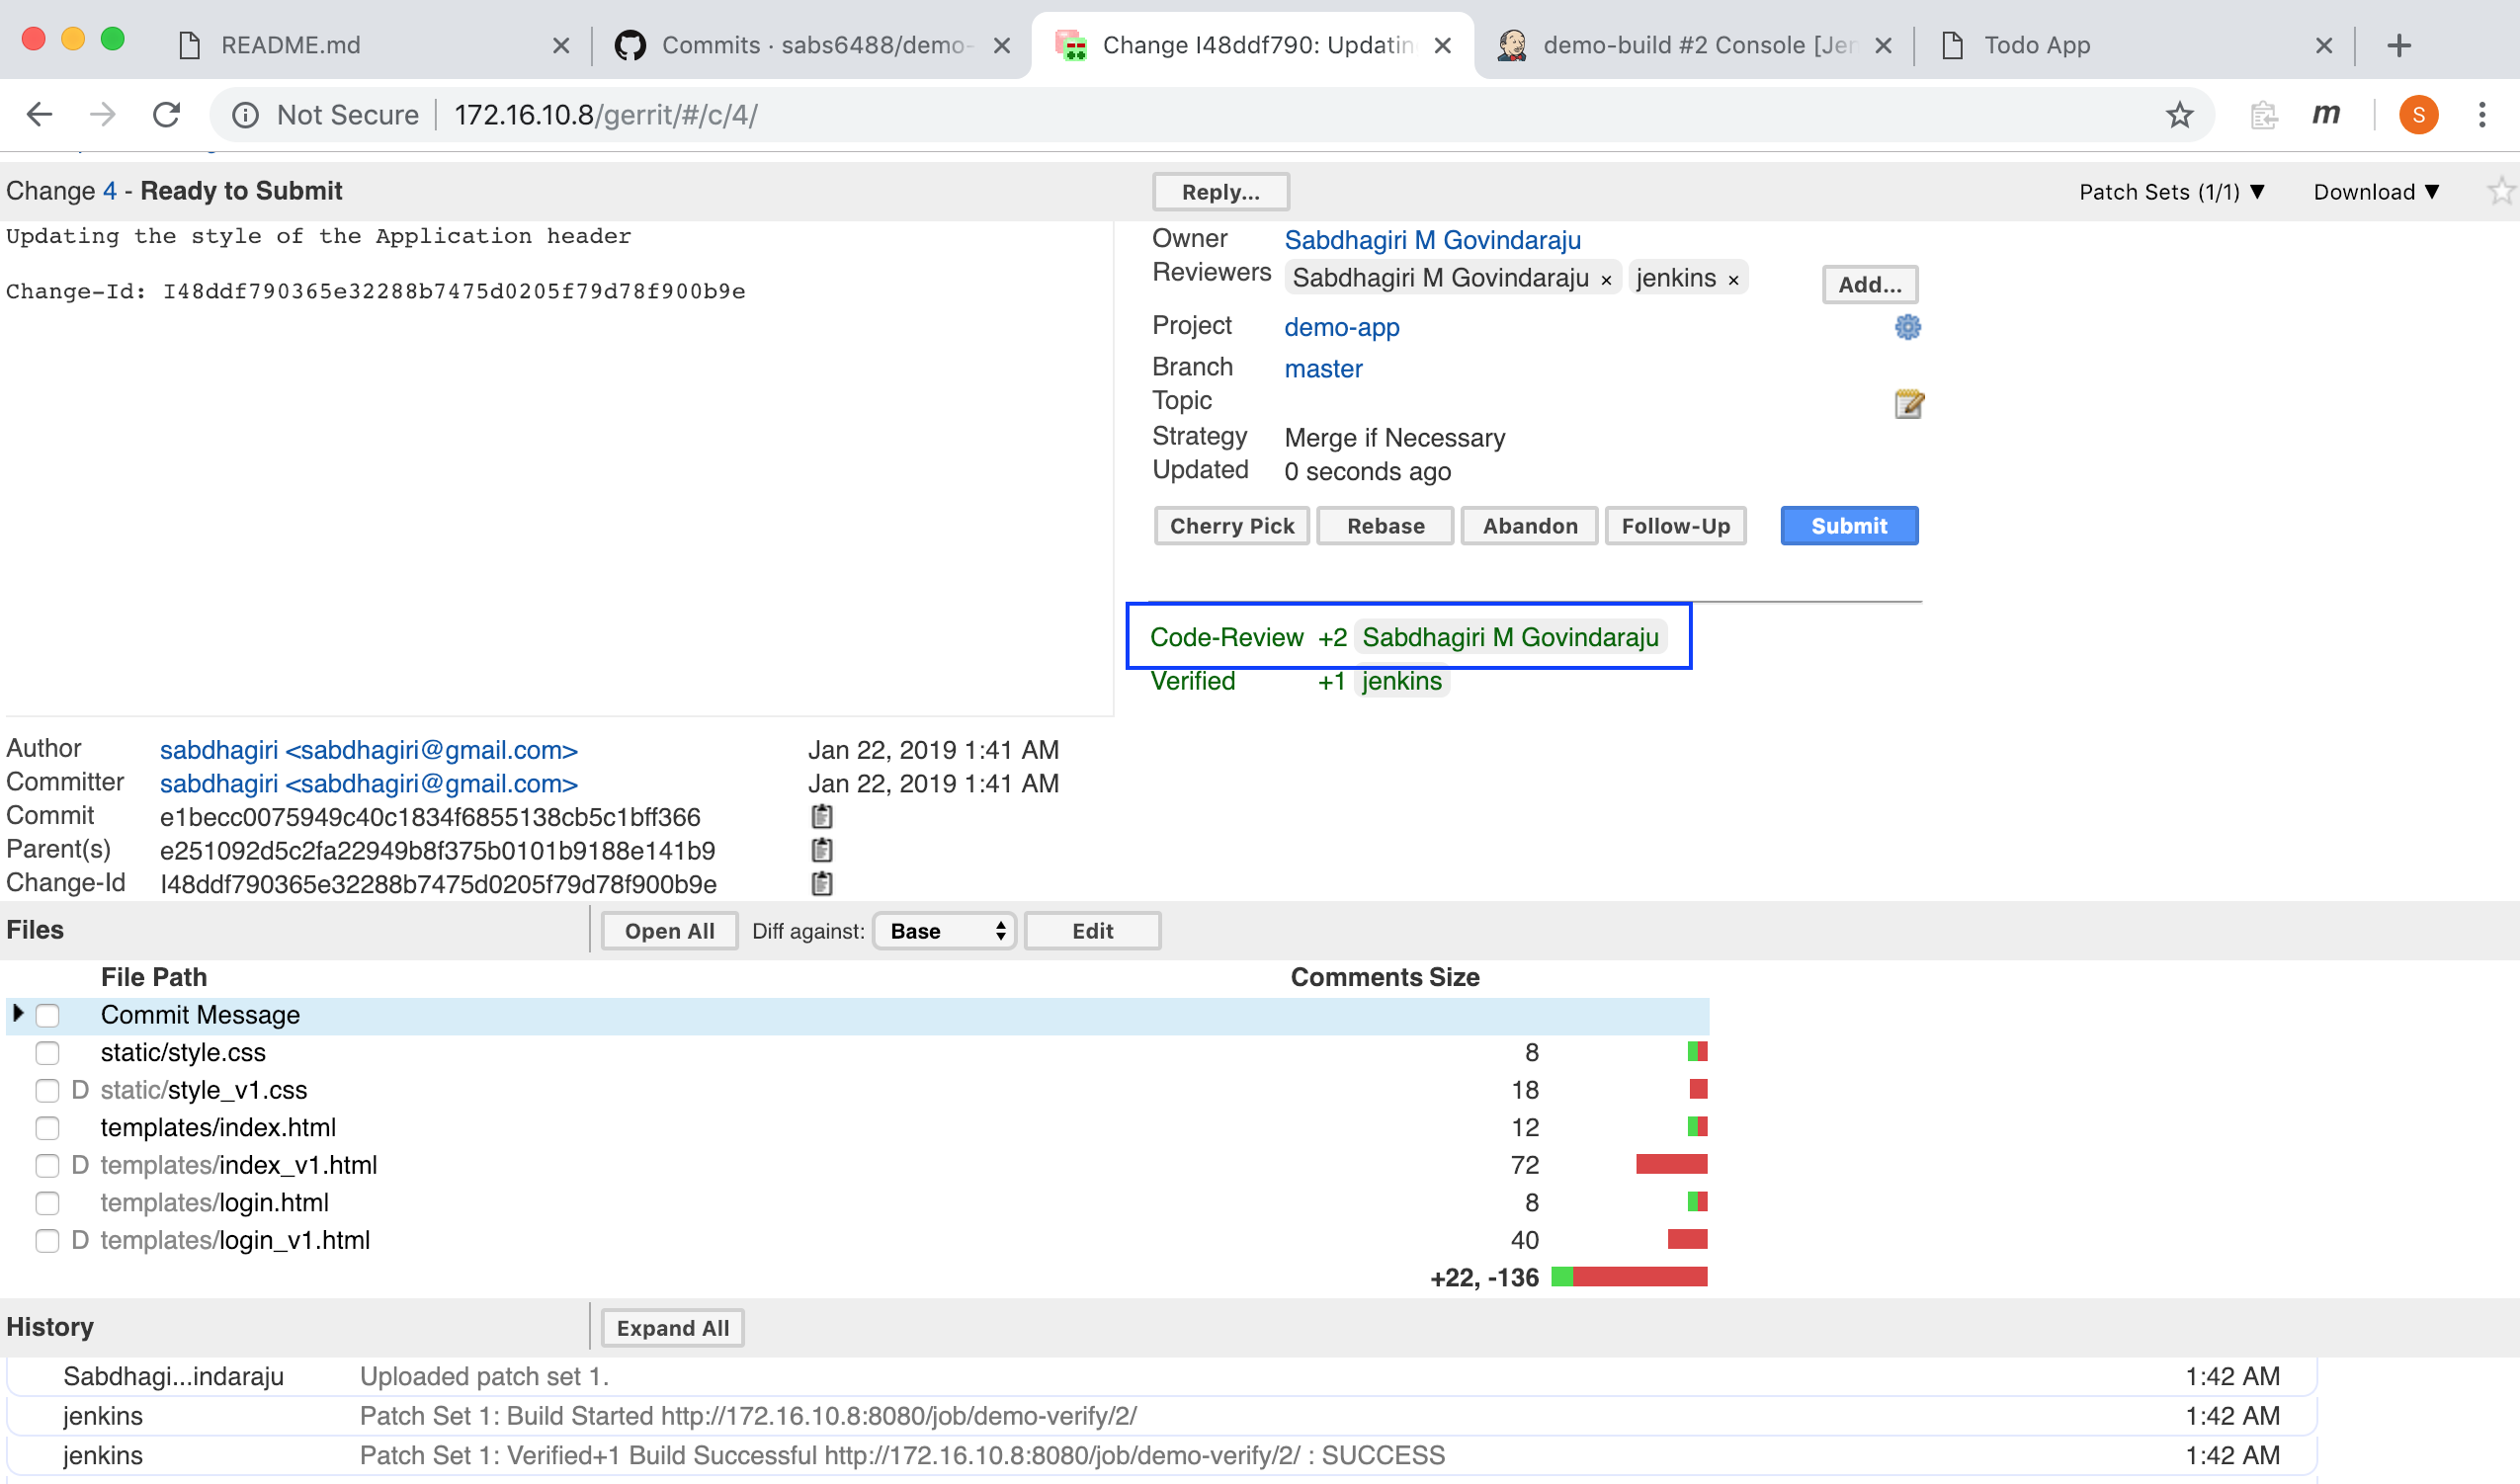 README.md
Commits · sabs6488/demo-
Change I48ddf790: Updatin
demo-build #2 Console [Jen
Todo App
Not Secure
172.16.10.8/gerrit/#/c/4/
m
S
Change 4 - Ready to Submit
Reply...
Patch Sets (1/1) ▼
Download ▼
Updating the style of the Application header
Change-Id: I48ddf790365e32288b7475d0205f79d78f900b9e
Owner Sabdhagiri M Govindaraju
Reviewers Sabdhagiri M Govindaraju × jenkins × Add...
Project demo-app
Branch master
Topic
Strategy Merge if Necessary
Updated 0 seconds ago
Cherry Pick Rebase Abandon Follow-Up Submit
Code-Review +2 Sabdhagiri M Govindaraju
Verified +1 jenkins
Author sabdhagiri <sabdhagiri@gmail.com> Jan 22, 2019 1:41 AM
Committer sabdhagiri <sabdhagiri@gmail.com> Jan 22, 2019 1:41 AM
Commit e1becc0075949c40c1834f6855138cb5c1bff366
Parent(s) e251092d5c2fa22949b8f375b0101b9188e141b9
Change-Id I48ddf790365e32288b7475d0205f79d78f900b9e
Files Open All Diff against: Base Edit
File Path Comments Size
Commit Message
static/style.css 8
D static/style_v1.css 18
templates/index.html 12
D templates/index_v1.html 72
templates/login.html 8
D templates/login_v1.html 40
+22, -136
History Expand All
Sabdhagi...indaraju Uploaded patch set 1. 1:42 AM
jenkins Patch Set 1: Build Started http://172.16.10.8:8080/job/demo-verify/2/ 1:42 AM
jenkins Patch Set 1: Verified+1 Build Successful http://172.16.10.8:8080/job/demo-verify/2/ : SUCCESS 1:42 AM